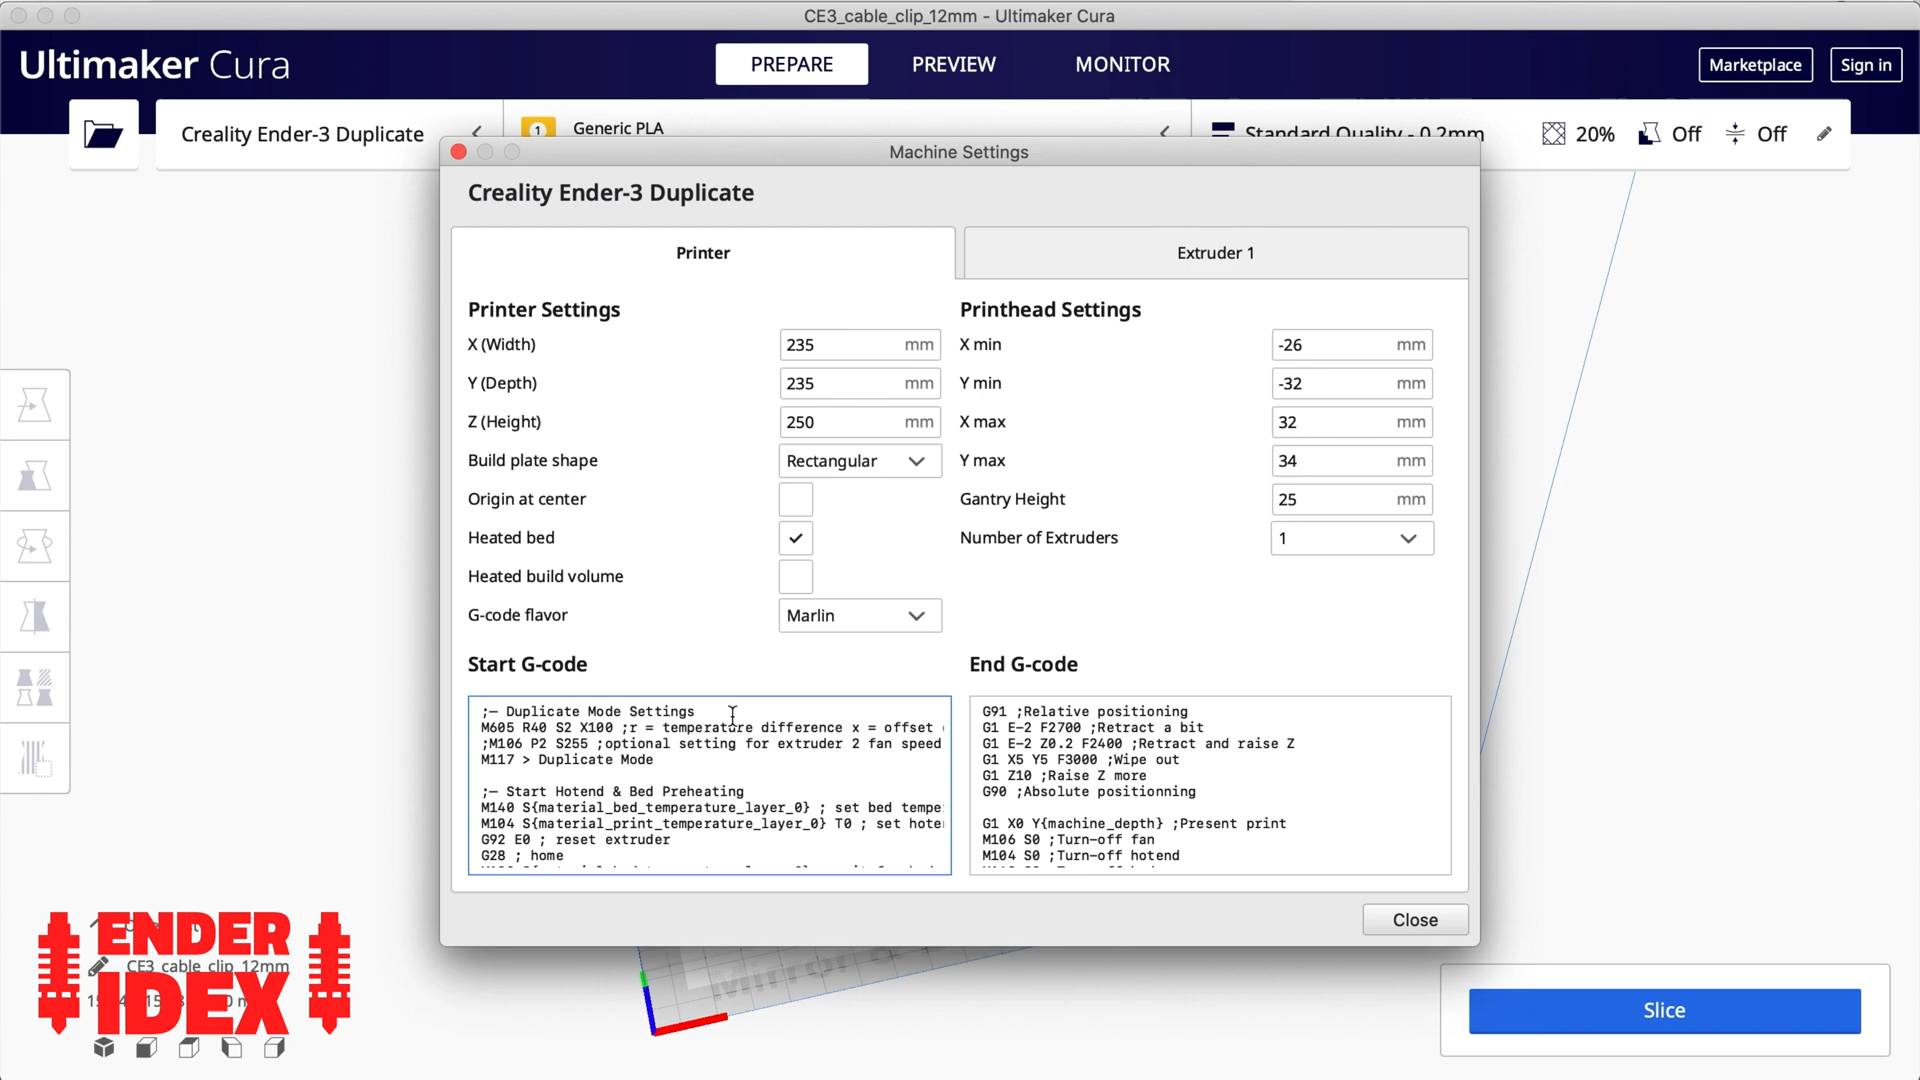 CE3_cable_clip_12mm - Ultimaker Cura
Ultimaker Cura
PREPARE
PREVIEW
MONITOR
Marketplace
Sign in
Creality Ender-3 Duplicate
1
Generic PLA
Standard Quality - 0.2mm
20%
Off
Off
Machine Settings
Creality Ender-3 Duplicate
Printer
Extruder 1
Printer Settings
X (Width)
235 mm
Y (Depth)
235 mm
Z (Height)
250 mm
Build plate shape
Rectangular
Origin at center
Heated bed
Heated build volume
G-code flavor
Marlin
Printhead Settings
X min
-26 mm
Y min
-32 mm
X max
32 mm
Y max
34 mm
Gantry Height
25 mm
Number of Extruders
1
Start G-code
;– Duplicate Mode Settings
M605 R40 S2 X100 ;r = temperature difference x = offset
;M106 P2 S255 ;optional setting for extruder 2 fan speed
M117 > Duplicate Mode
;– Start Hotend & Bed Preheating
M140 S{material_bed_temperature_layer_0} ; set bed tempe
M104 S{material_print_temperature_layer_0} T0 ; set hote
G92 E0 ; reset extruder
G28 ; home
End G-code
G91 ;Relative positioning
G1 E-2 F2700 ;Retract a bit
G1 E-2 Z0.2 F2400 ;Retract and raise Z
G1 X5 Y5 F3000 ;Wipe out
G1 Z10 ;Raise Z more
G90 ;Absolute positionning
G1 X0 Y{machine_depth} ;Present print
M106 S0 ;Turn-off fan
M104 S0 ;Turn-off hotend
Close
CE3_cable_clip_12mm
ENDER
IDEX
Mirror
Slice